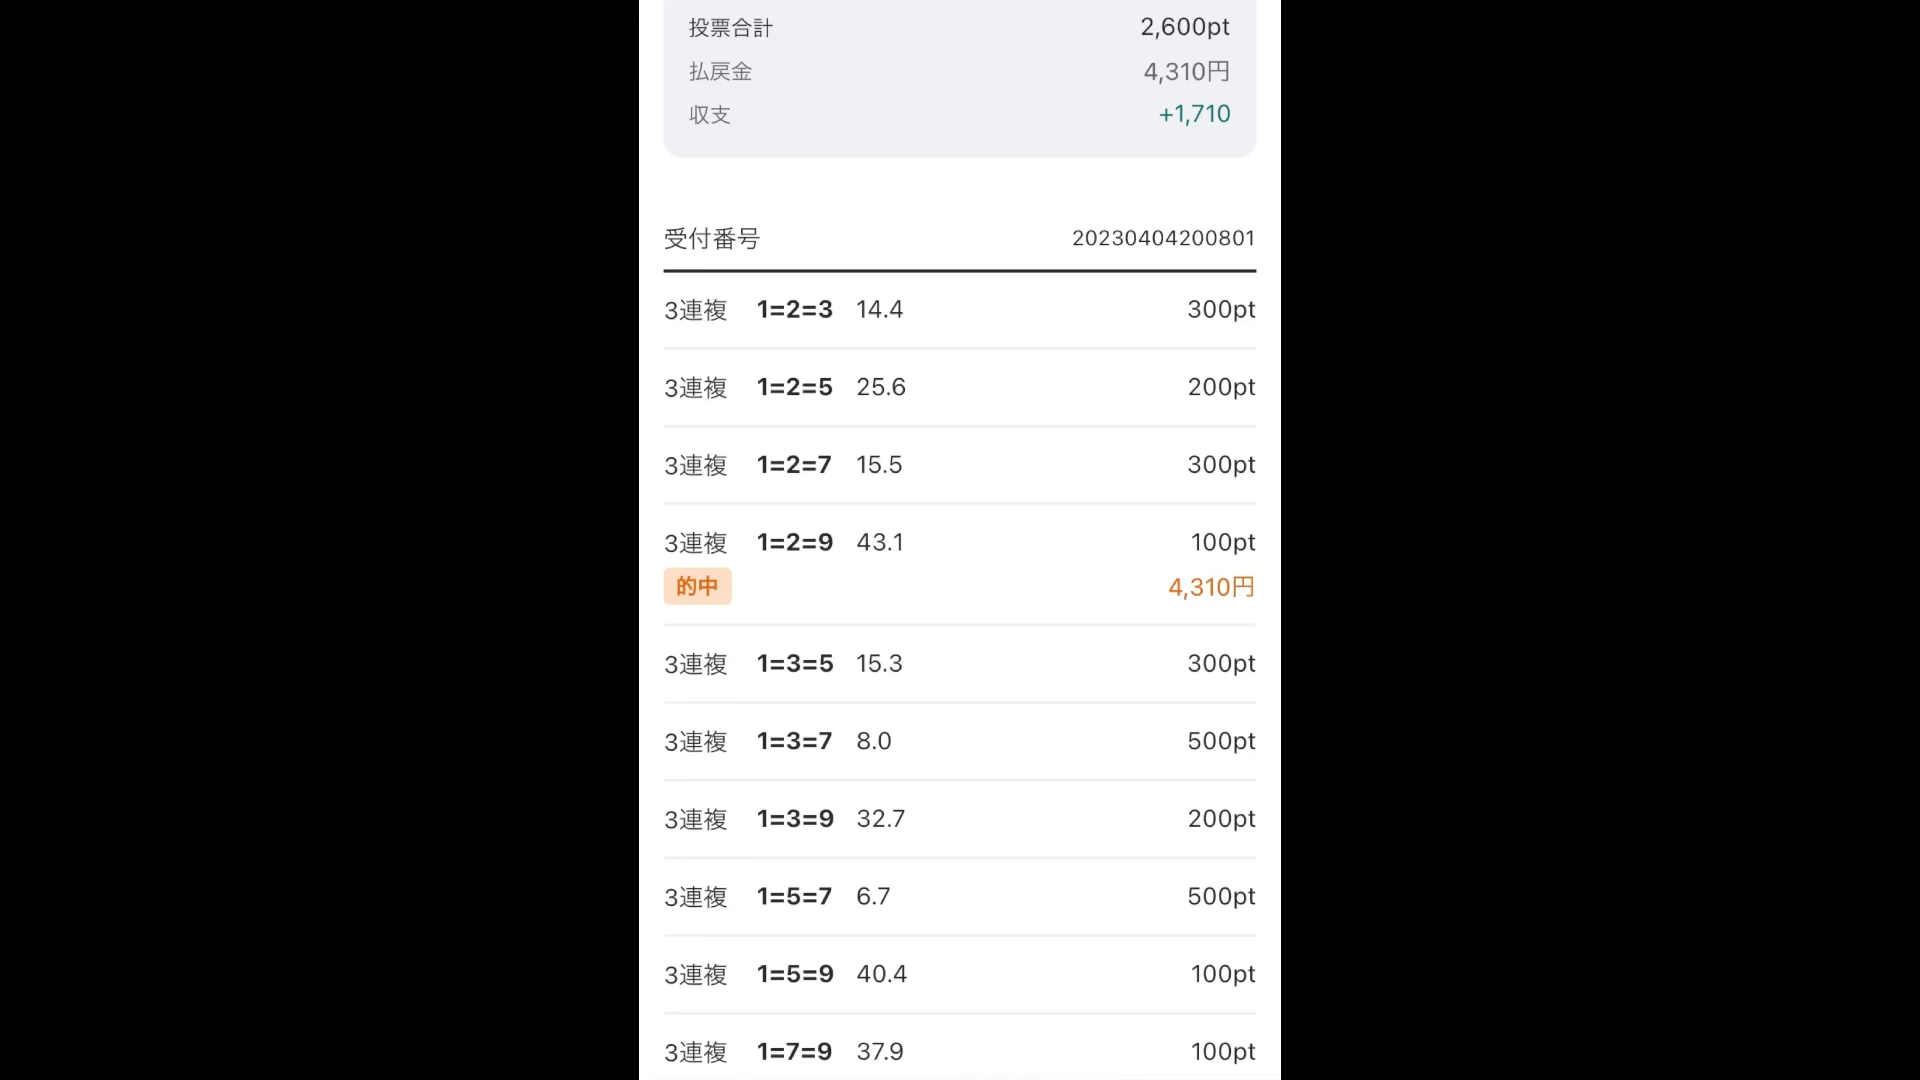 投票合計 2,600pt
払戻金 4,310円
収支 +1,710
受付番号 20230404200801
3連複 1=2=3 14.4 300pt
3連複 1=2=5 25.6 200pt
3連複 1=2=7 15.5 300pt
3連複 1=2=9 43.1 100pt
的中 4,310円
3連複 1=3=5 15.3 300pt
3連複 1=3=7 8.0 500pt
3連複 1=3=9 32.7 200pt
3連複 1=5=7 6.7 500pt
3連複 1=5=9 40.4 100pt
3連複 1=7=9 37.9 100pt